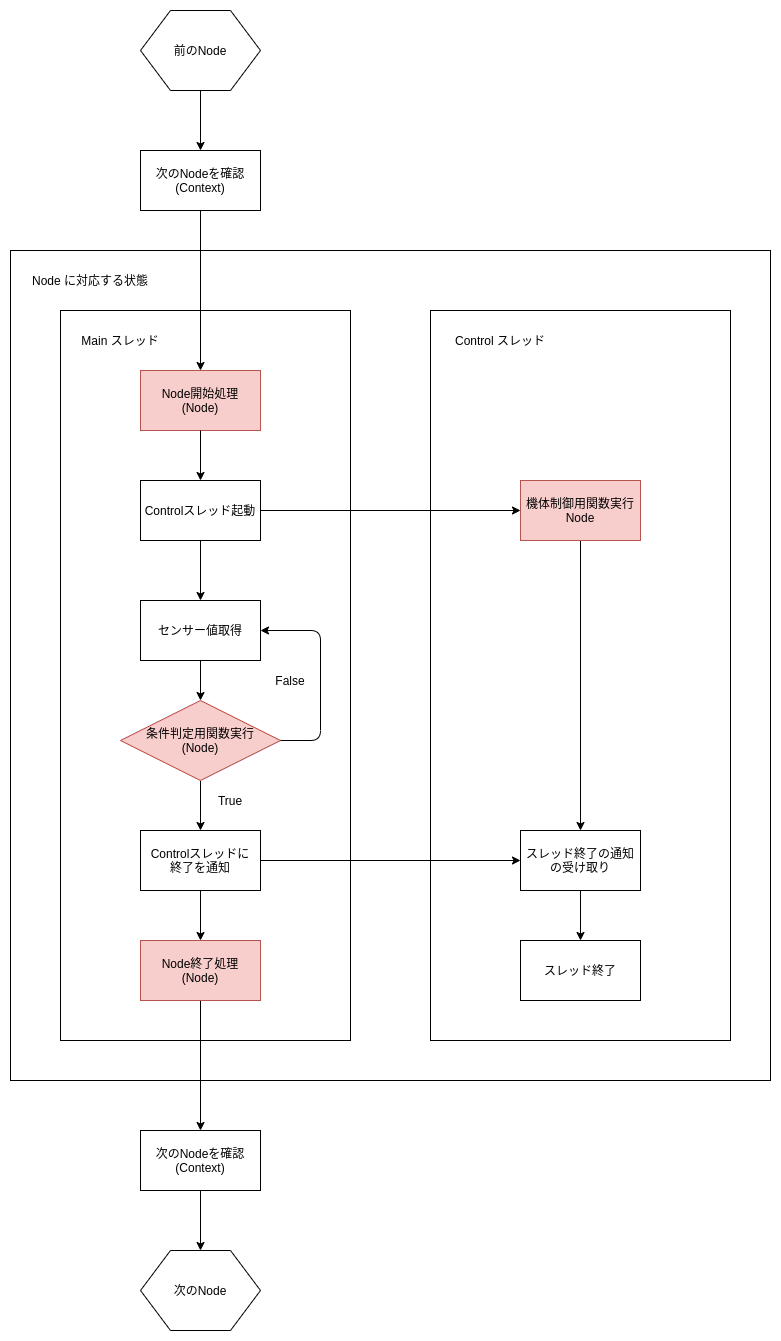 前のNode
次のNodeを確認
(Context)
Node に対応する状態
Main スレッド
Control スレッド
Node開始処理
(Node)
Controlスレッド起動
機体制御用関数実行
Node
センサー値取得
False
条件判定用関数実行
(Node)
True
Controlスレッドに
終了を通知
スレッド終了の通知
の受け取り
Node終了処理
(Node)
スレッド終了
次のNodeを確認
(Context)
次のNode